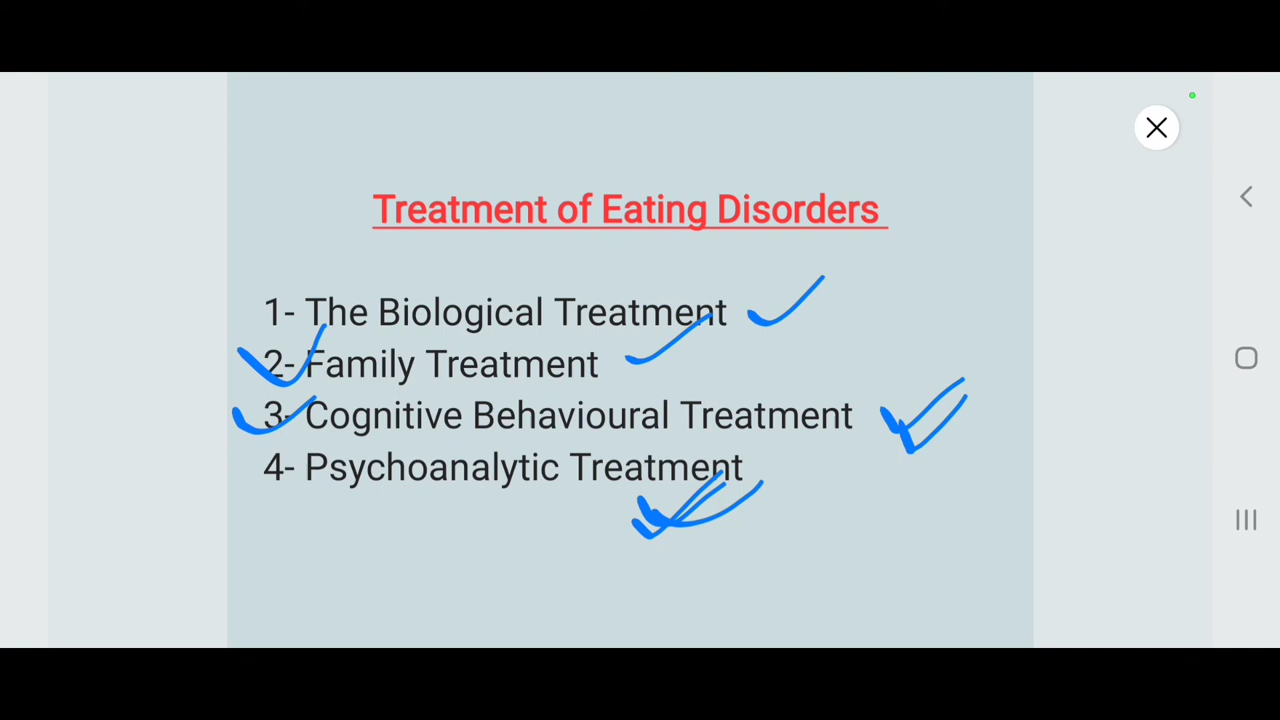 Treatment of Eating Disorders
1- The Biological Treatment
2- Family Treatment
3- Cognitive Behavioural Treatment
4- Psychoanalytic Treatment